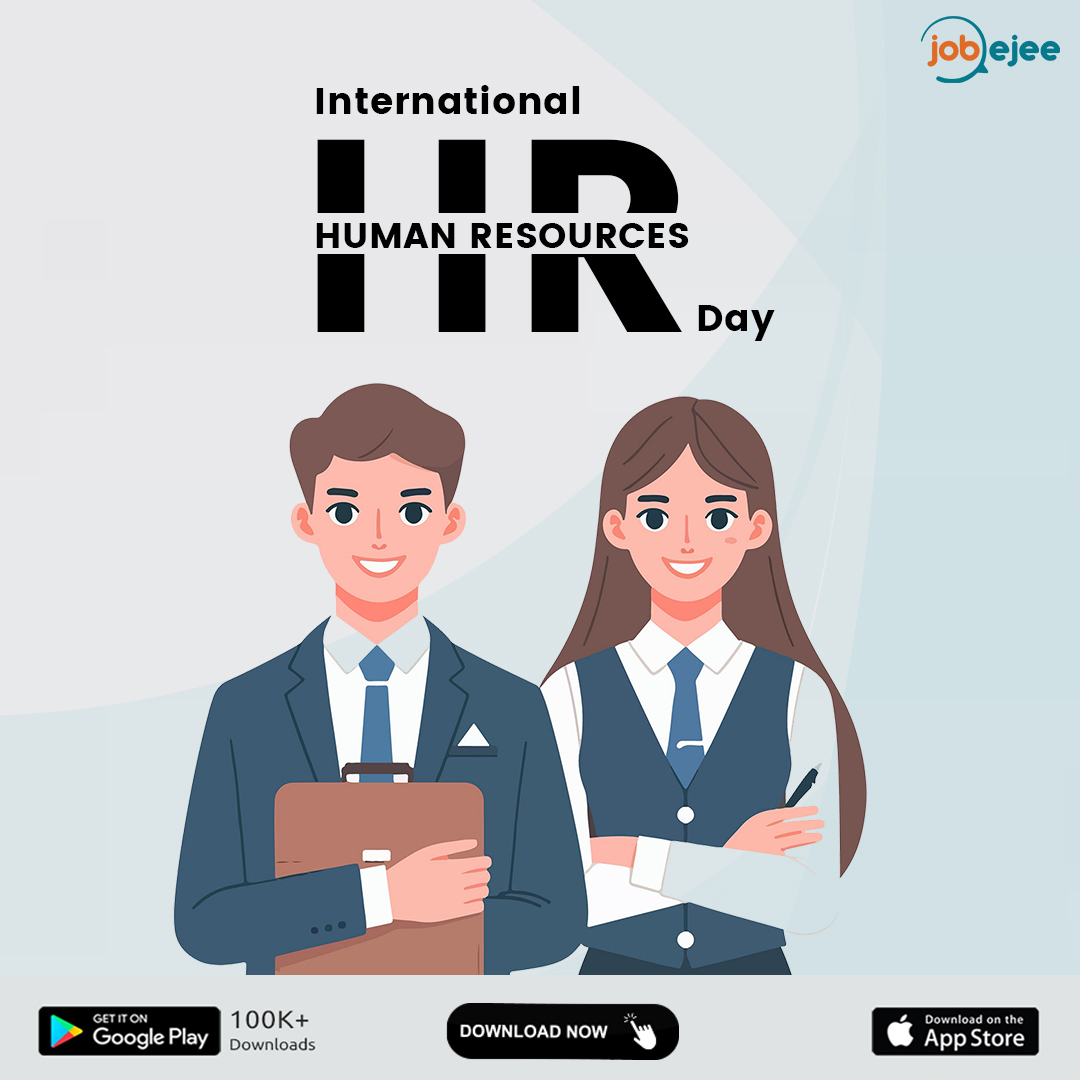 jobejee
International
HR
HUMAN RESOURCES
Day
GET IT ON
Google Play
100K+
Downloads
DOWNLOAD NOW
Download on the
App Store